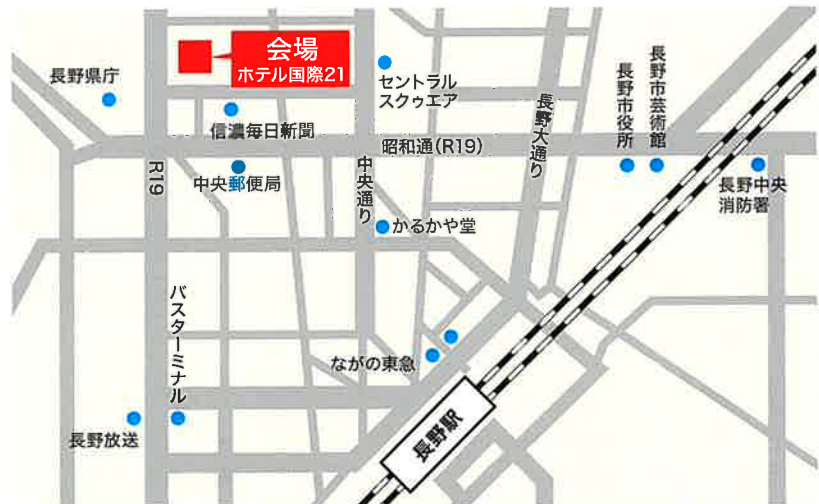 会場
ホテル国際21
長野県庁
セントラル
スクゥエア
長野市役所
長野市芸術館
長野大通り
信濃毎日新聞
昭和通(R19)
R19
中央通り
中央郵便局
長野中央
消防署
かるかや堂
バスターミナル
ながの東急
長野放送
長野駅